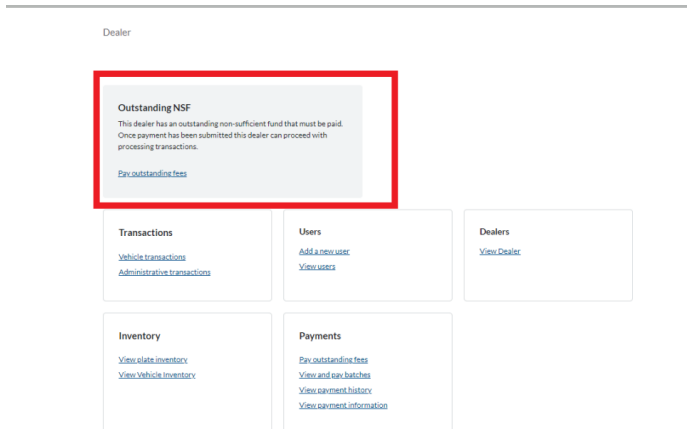 Dealer
Outstanding NSF
This dealer has an outstanding non-sufficient fund that must be paid.
Once payment has been submitted this dealer can proceed with
processing transactions.
Pay outstanding fees
Transactions
Vehicle transactions
Administrative transactions
Users
Add a new user
View users
Dealers
View Dealer
Inventory
View plate inventory
View Vehicle Inventory
Payments
Pay outstanding fees
View and pay batches
View payment history
View payment information